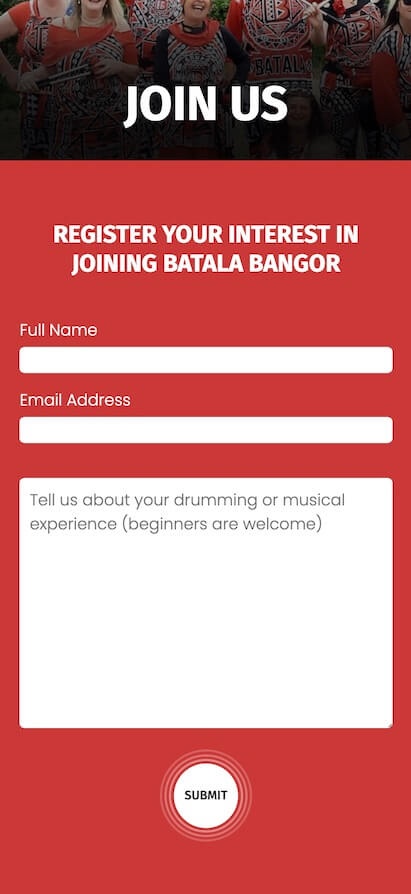 BATALA
JOIN US
REGISTER YOUR INTEREST IN
JOINING BATALA BANGOR
Full Name
Email Address
Tell us about your drumming or musical
experience (beginners are welcome)
SUBMIT